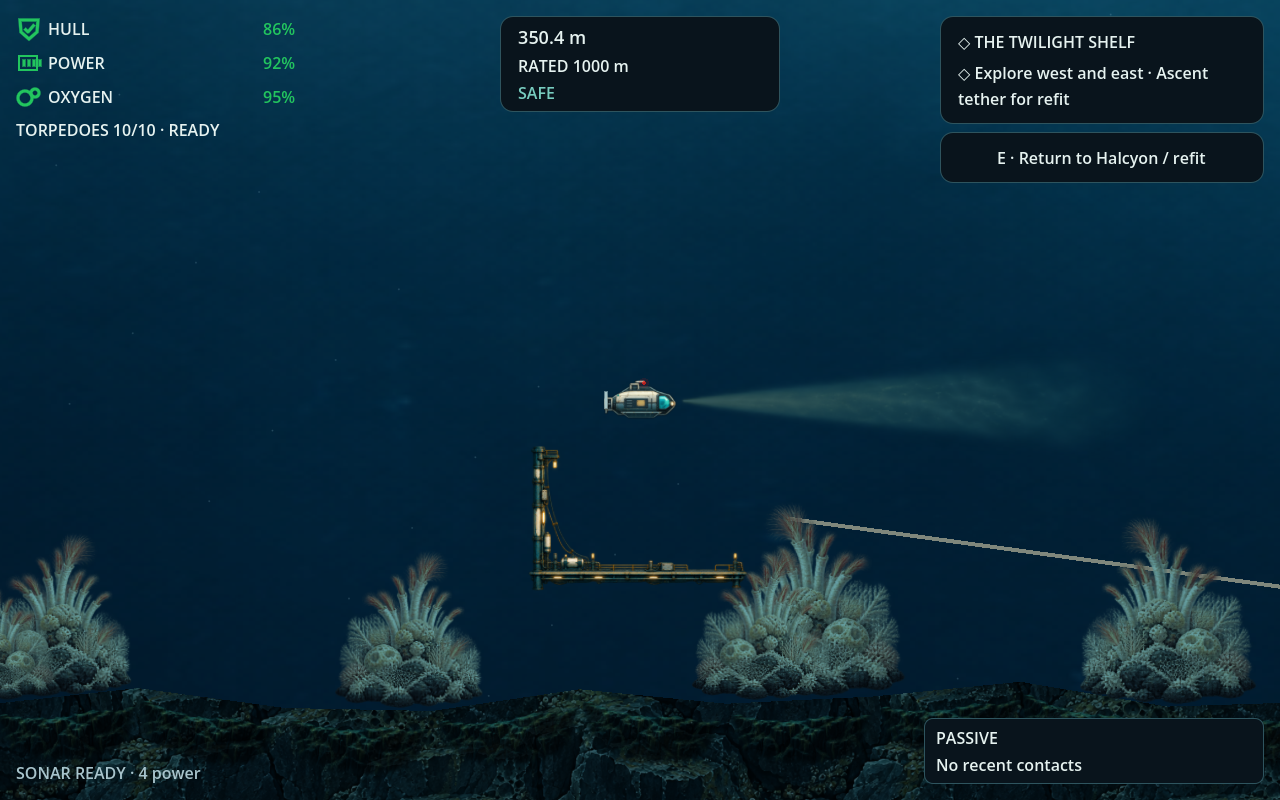 HULL 86%
POWER 92%
OXYGEN 95%
TORPEDOES 10/10 · READY
350.4 m
RATED 1000 m
SAFE
◇ THE TWILIGHT SHELF
◇ Explore west and east · Ascent
tether for refit
E · Return to Halcyon / refit
SONAR READY · 4 power
PASSIVE
No recent contacts